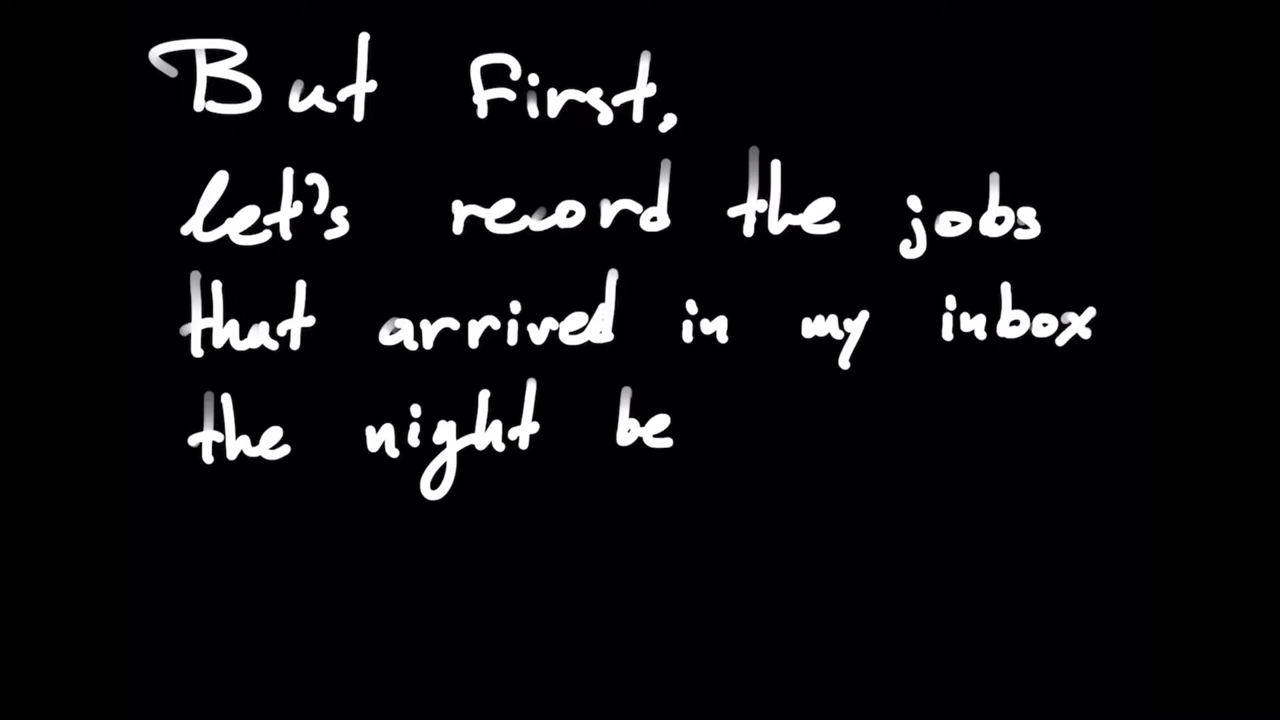 But first,
let's record the jobs
that arrived in my inbox
the night be